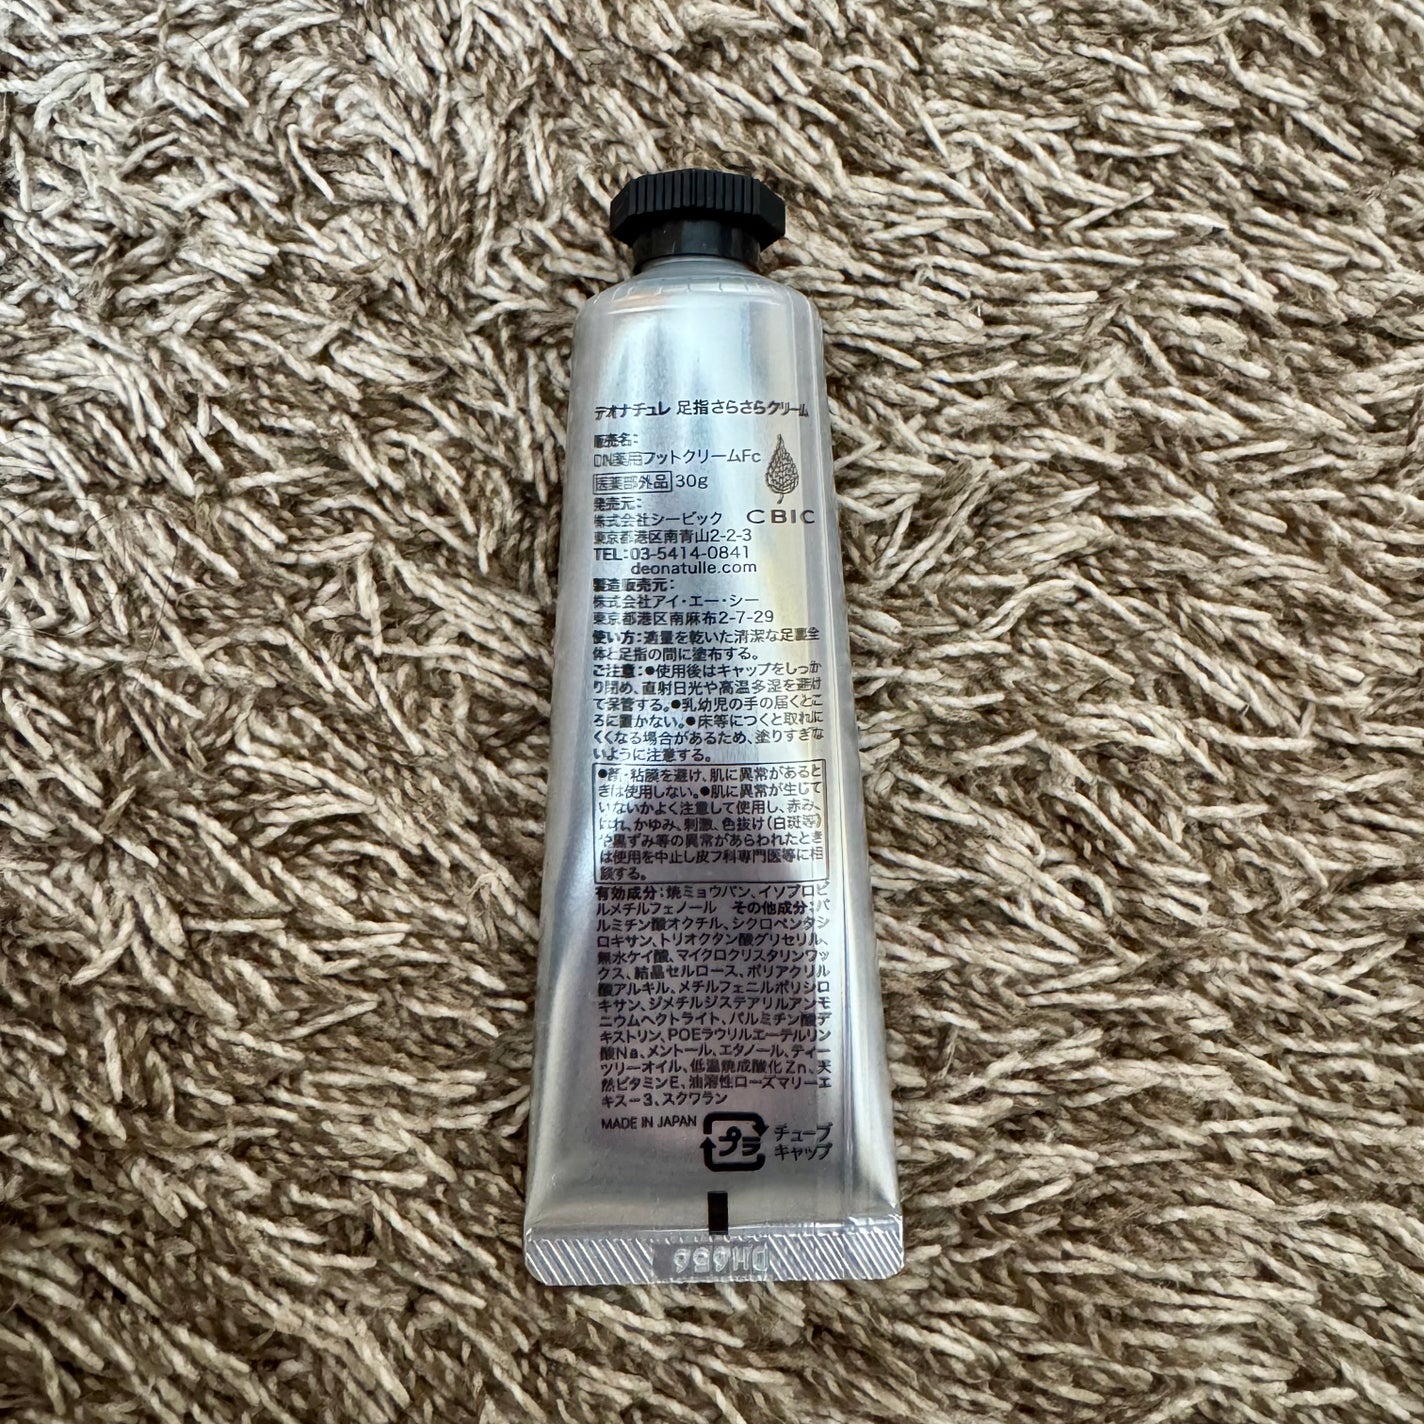 デオナチュレ 足指さらさらクリーム
販売名:
DN薬用フットクリームFc
医薬部外品 30g
発売元:
株式会社シービック CBIC
東京都港区南青山2-2-3
TEL:03-5414-0841
deonatulle.com
製造販売元:
株式会社アイ・エー・シー
東京都港区南麻布2-7-29
使い方:適量を乾いた清潔な足裏全
体と足指の間に塗布する。
ご注意:●使用後はキャップをしっか
り閉め、直射日光や高温多湿を避け
て保管する。●乳幼児の手の届くとこ
ろに置かない。●床等につくと取れに
くくなる場合があるため、塗りすぎな
いように注意する。
●顔・粘膜を避け、肌に異常があると
きは使用しない。●肌に異常が生じて
いないかよく注意して使用し、赤み、
はれ、かゆみ、刺激、色抜け(白斑等)
や黒ずみ等の異常があらわれたとき
は使用を中止し皮フ科専門医等に相
談する。
有効成分:焼ミョウバン、イソプロピ
ルメチルフェノール その他成分:パ
ルミチン酸オクチル、シクロペンタシ
ロキサン、トリオクタン酸グリセリル、
無水ケイ酸、マイクロクリスタリンワッ
クス、結晶セルロース、ポリアクリル
酸アルキル、メチルフェニルポリシロ
キサン、ジメチルジステアリルアンモ
ニウムヘクトライト、パルミチン酸デ
キストリン、POEラウリルエーテルリン
酸Na、メントール、エタノール、ティー
ツリーオイル、低温焼成酸化Zn、天
然ビタミンE、油溶性ローズマリーエ
キス-3、スクワラン
MADE IN JAPAN プラ チューブ
キャップ
DH656